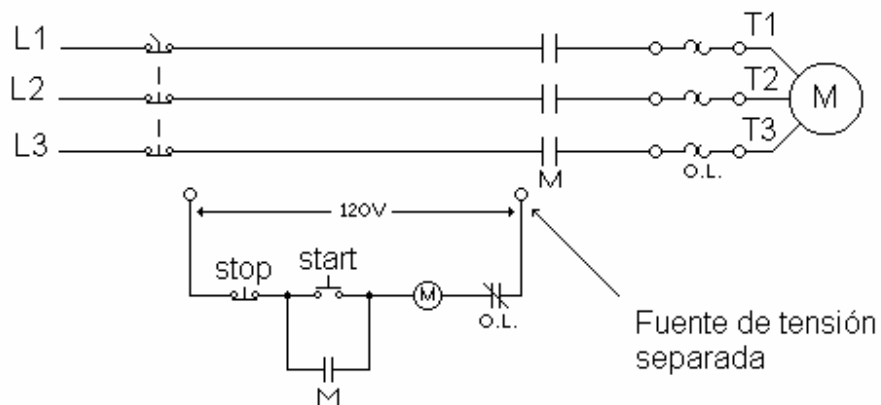 L1
T1
L2
T2
M
L3
T3
O.L.
M
120V
stop
start
M
O.L.
M
Fuente de tensión
separada